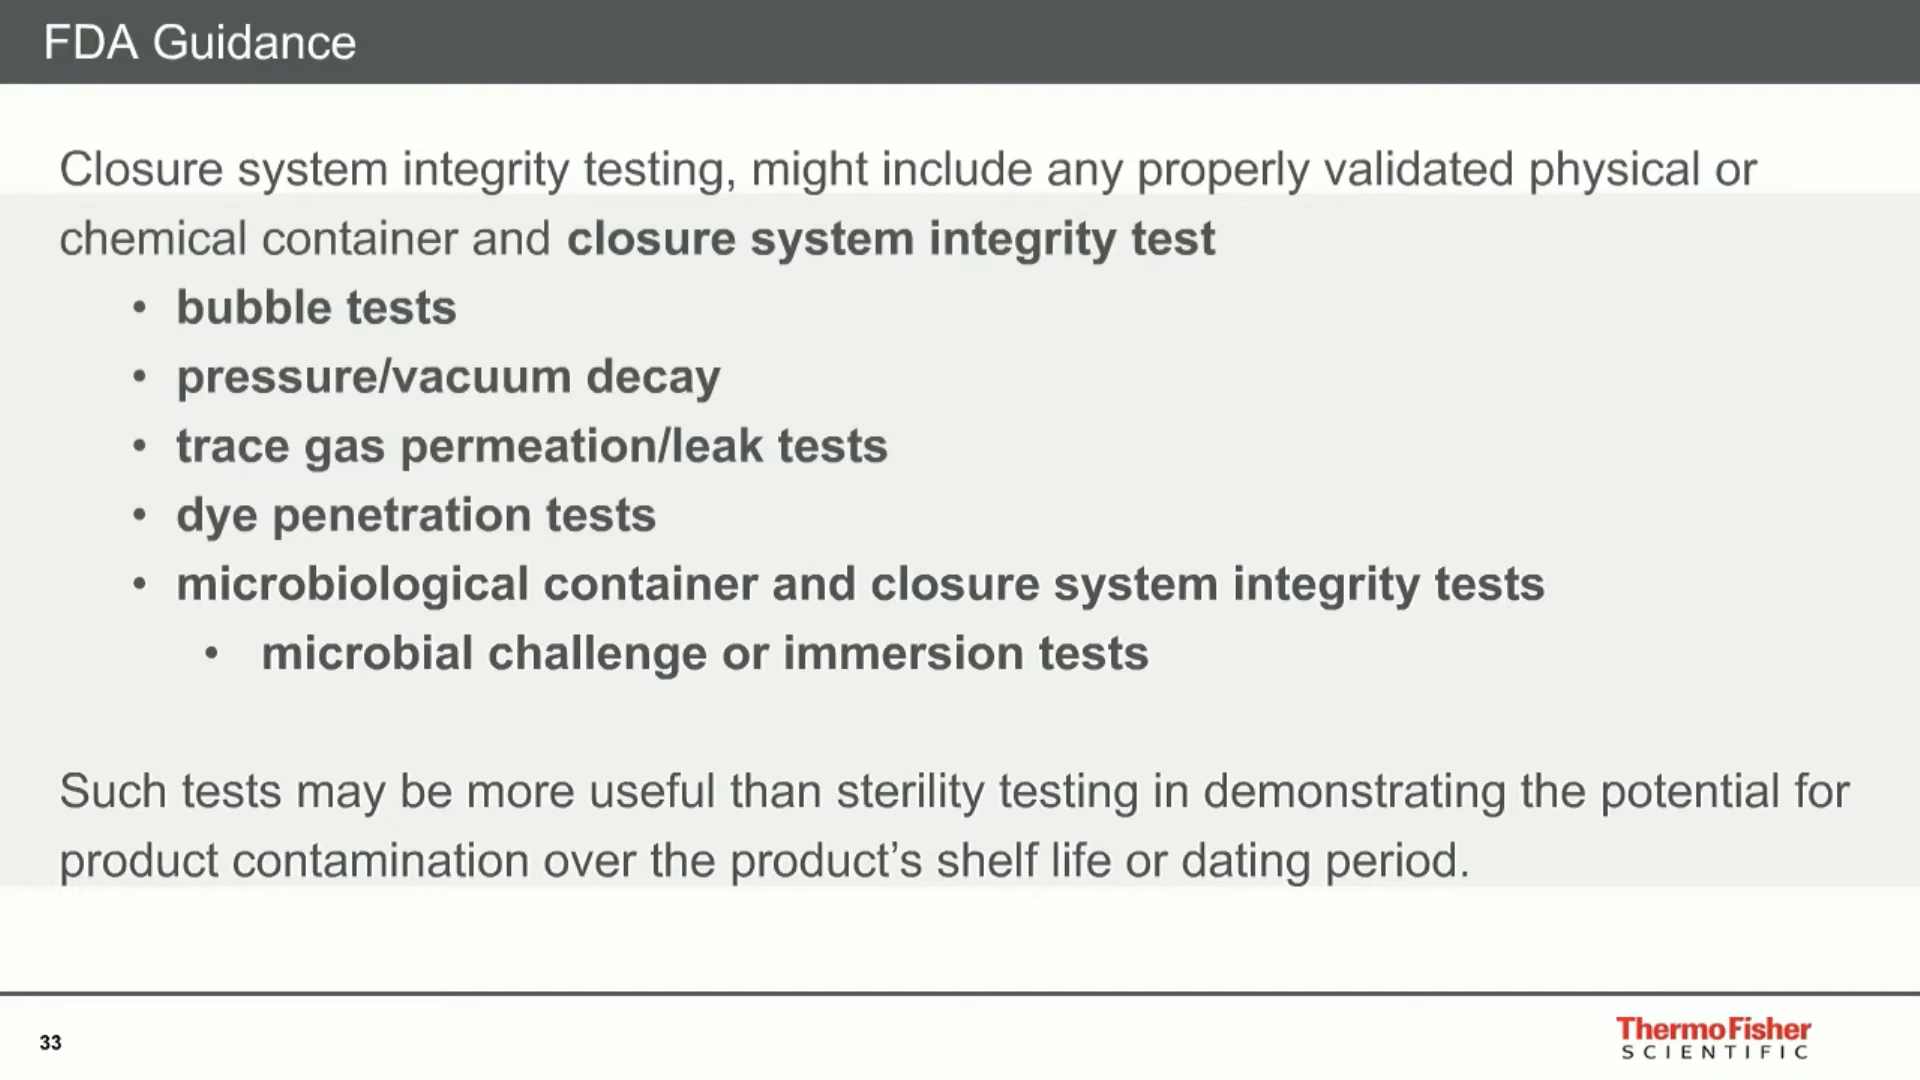 FDA Guidance
Closure system integrity testing, might include any properly validated physical or
chemical container and closure system integrity test
• bubble tests
• pressure/vacuum decay
• trace gas permeation/leak tests
• dye penetration tests
• microbiological container and closure system integrity tests
• microbial challenge or immersion tests
Such tests may be more useful than sterility testing in demonstrating the potential for
product contamination over the product’s shelf life or dating period.
33
ThermoFisher
SCIENTIFIC